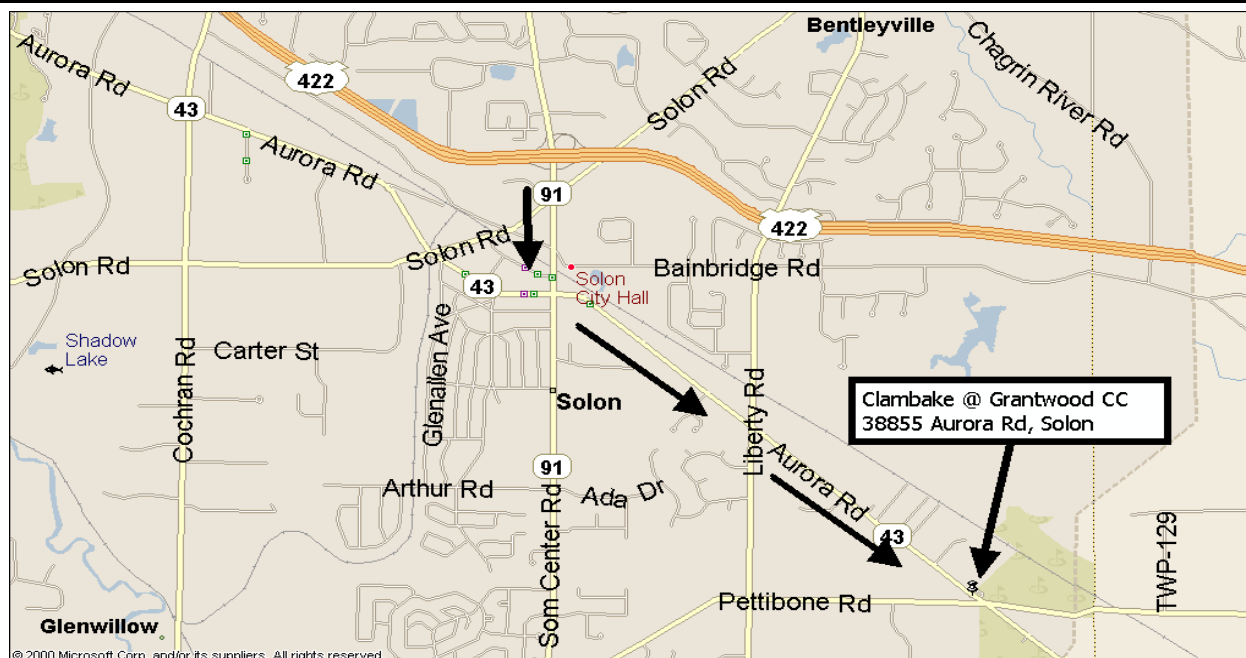 Bentleyville
Aurora Rd
422
Solon Rd
Chagrin River Rd
43
Aurora Rd
91
422
Solon Rd
Solon Rd
Bainbridge Rd
43
Solon
City Hall
Shadow
Lake
Carter St
Glenallen Ave
Cochran Rd
Solon
Liberty Rd
Clambake @ Grantwood CC
38855 Aurora Rd, Solon
91
Arthur Rd
Ada Dr
Aurora Rd
43
Som Center Rd
TWP-129
Pettibone Rd
Glenwillow
© 2000 Microsoft Corp. and/or its suppliers. All rights reserved.